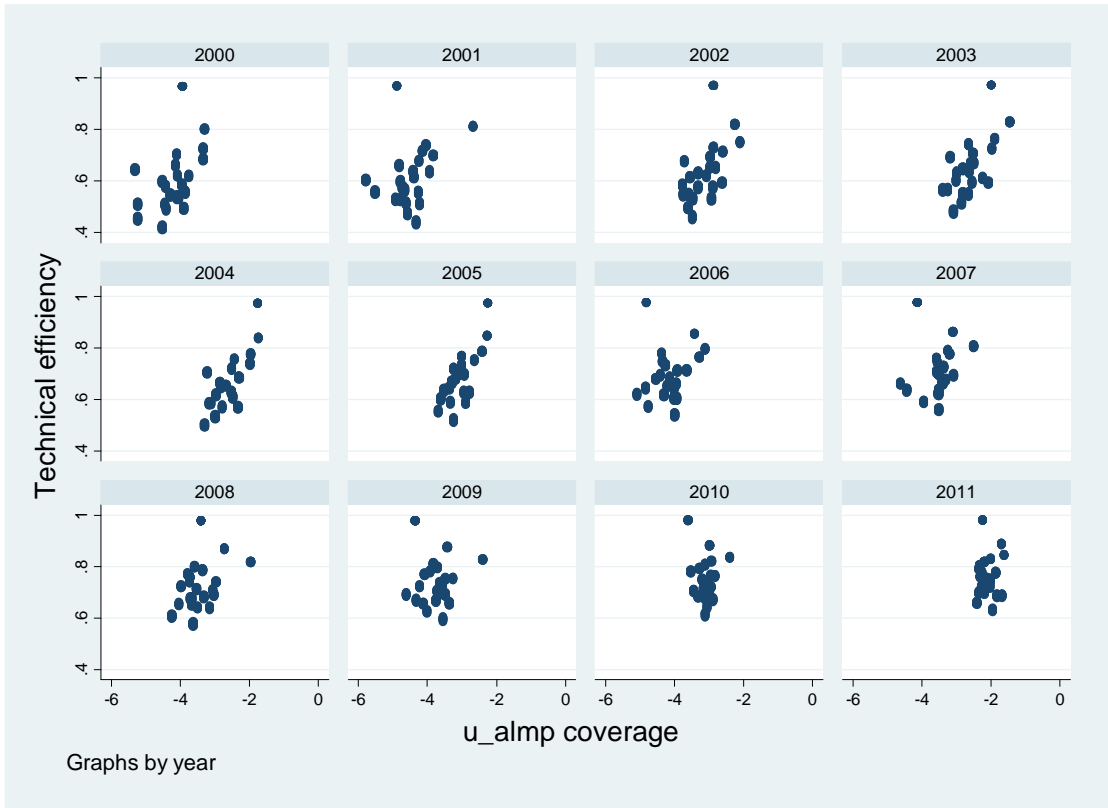 2000 2001 2002 2003
1
.8
.6
.4
2004 2005 2006 2007
1
.8
.6
.4
2008 2009 2010 2011
1
.8
.6
.4
-6 -4 -2 0 -6 -4 -2 0 -6 -4 -2 0 -6 -4 -2 0
Technical efficiency
u_almp coverage
Graphs by year